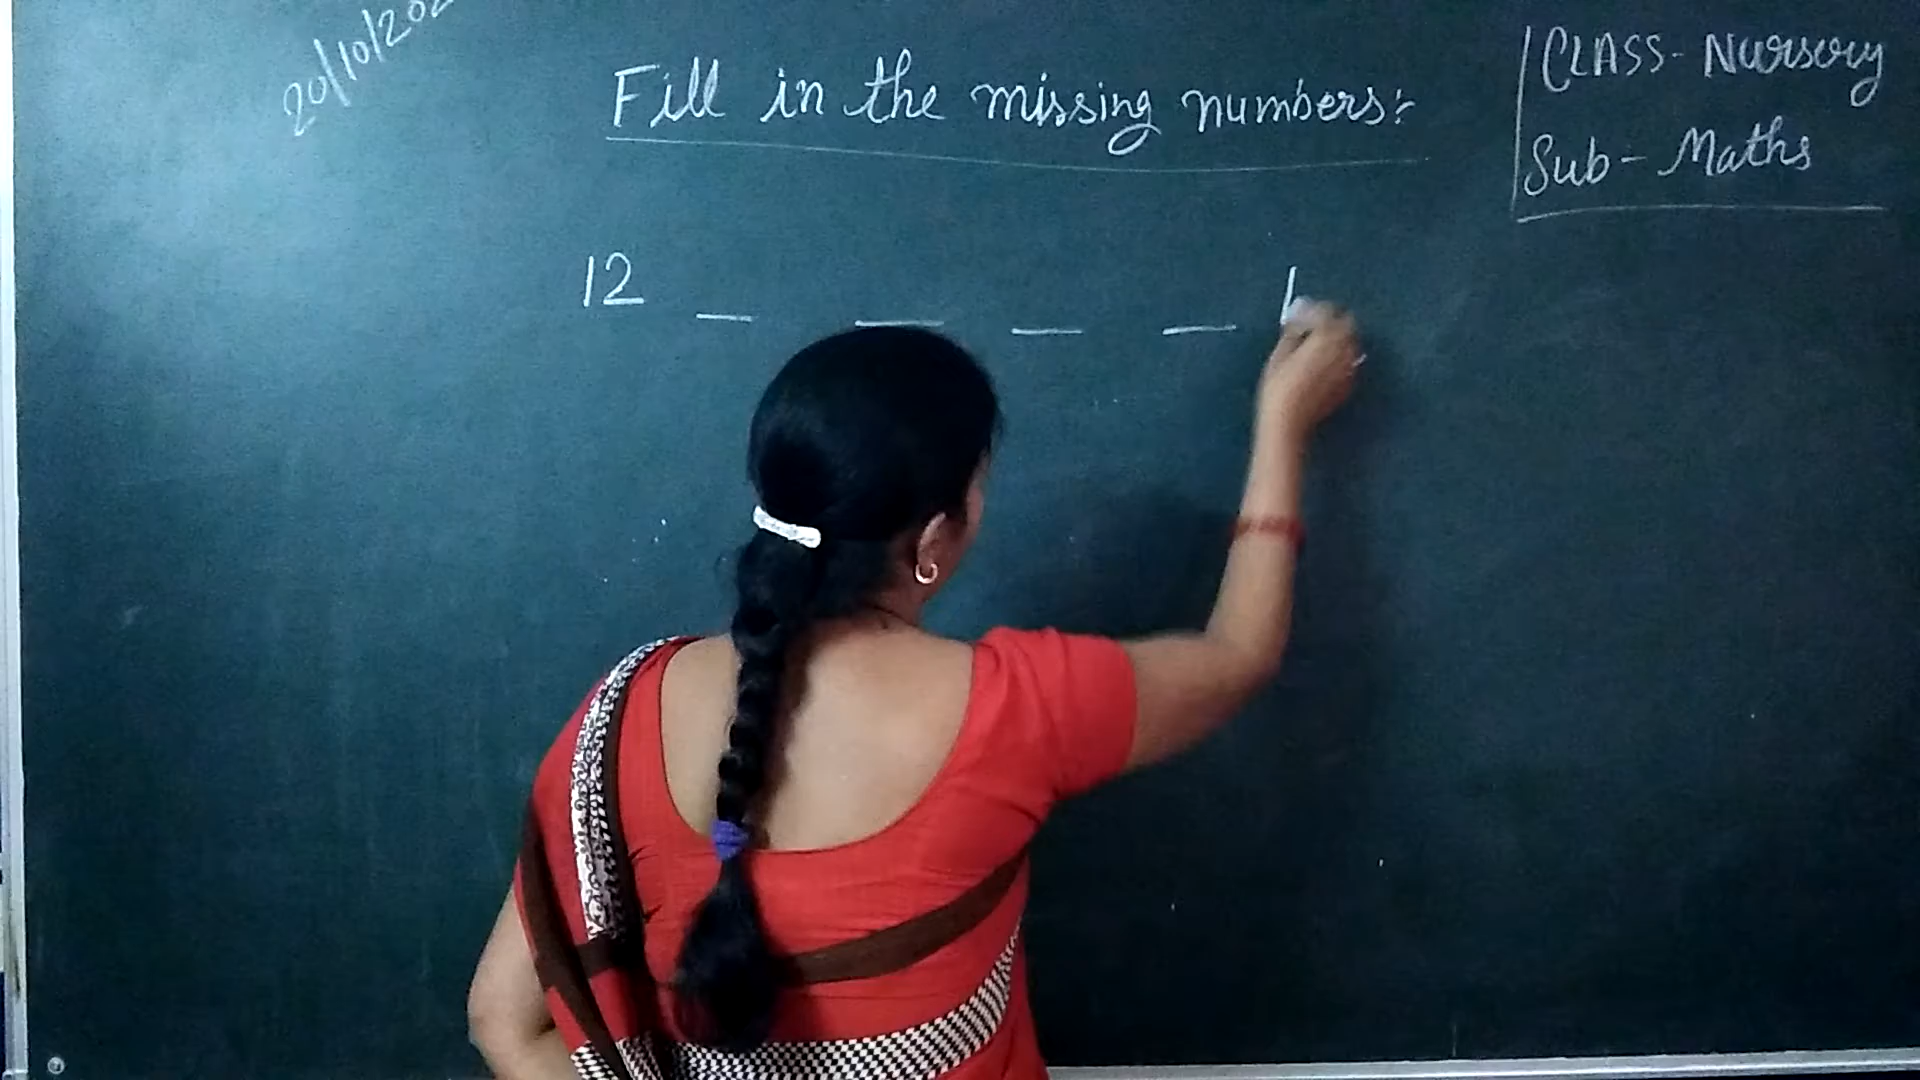 20/10/202
Fill in the missing numbers:-
CLASS- Nursery
Sub- Maths
12 _ _ _ _ 1